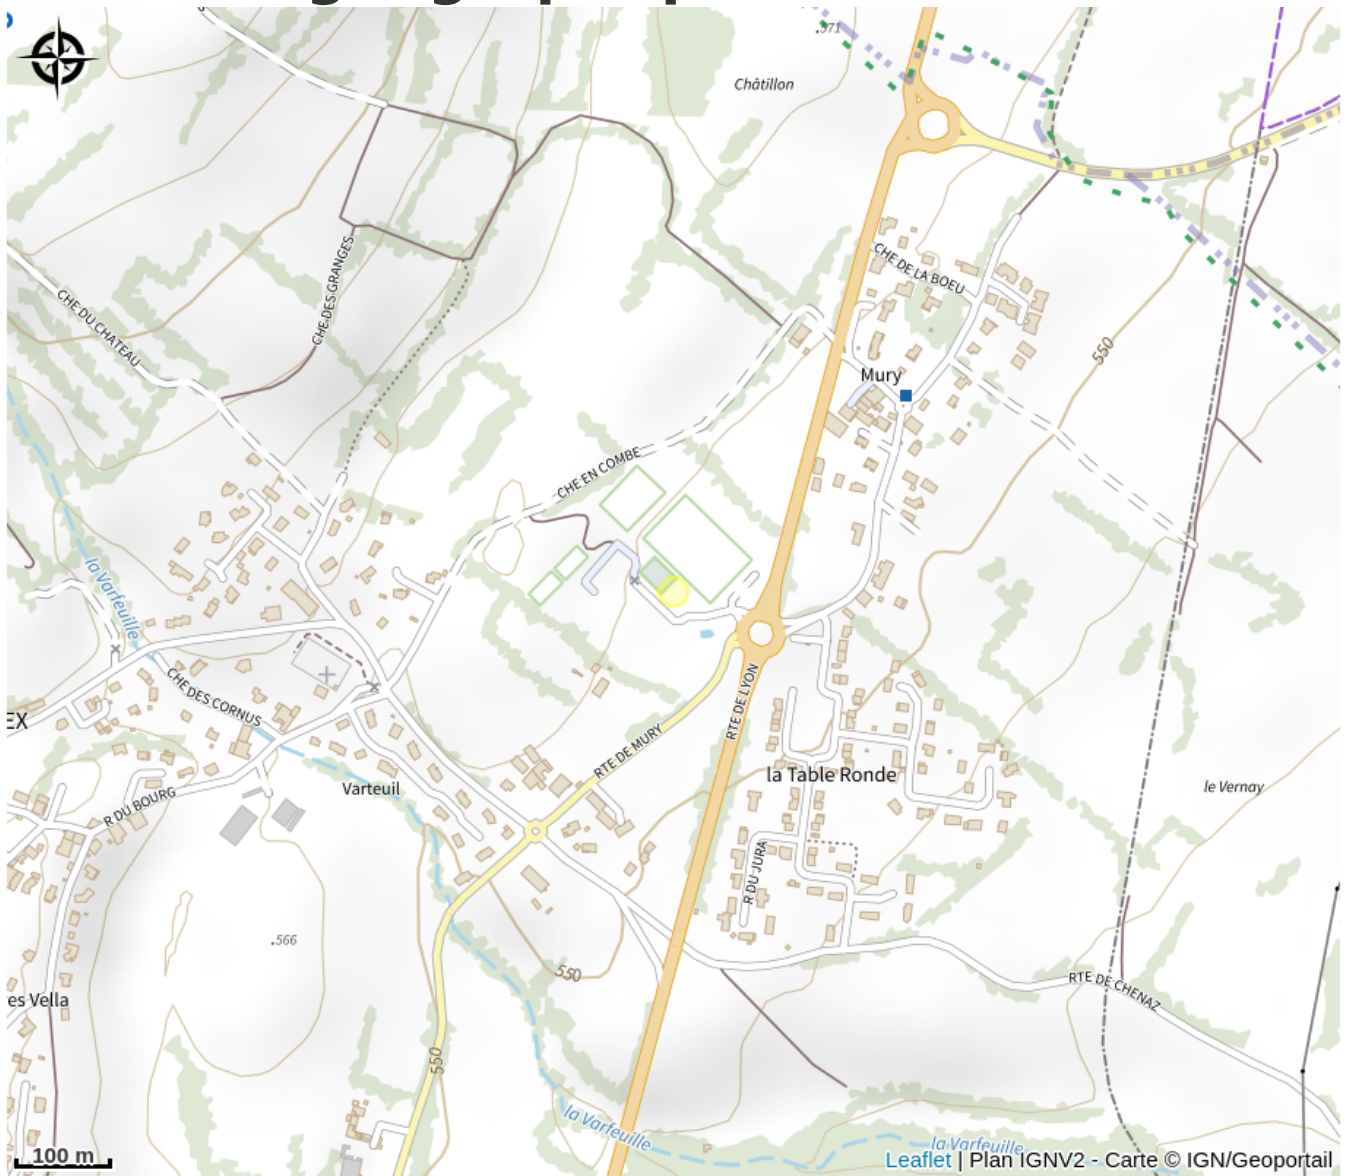 .571
Châtillon
CHE DE LA BOEU
CHE DES GRANGES
CHE DU CHATEAU
550
Mury
CHE EN COMBE
la Varfeuille
CHE DES CORNUS
EX
RTE DE LYON
RTE DE MURY
la Table Ronde
le Vernay
Varteuil
R DU BOURG
R DU JURA
.566
550
RTE DE CHENAZ
es Vella
550
la Varfeuille
la Varfeuille
100 m
Leaflet | Plan IGNV2 - Carte © IGN/Geoportail